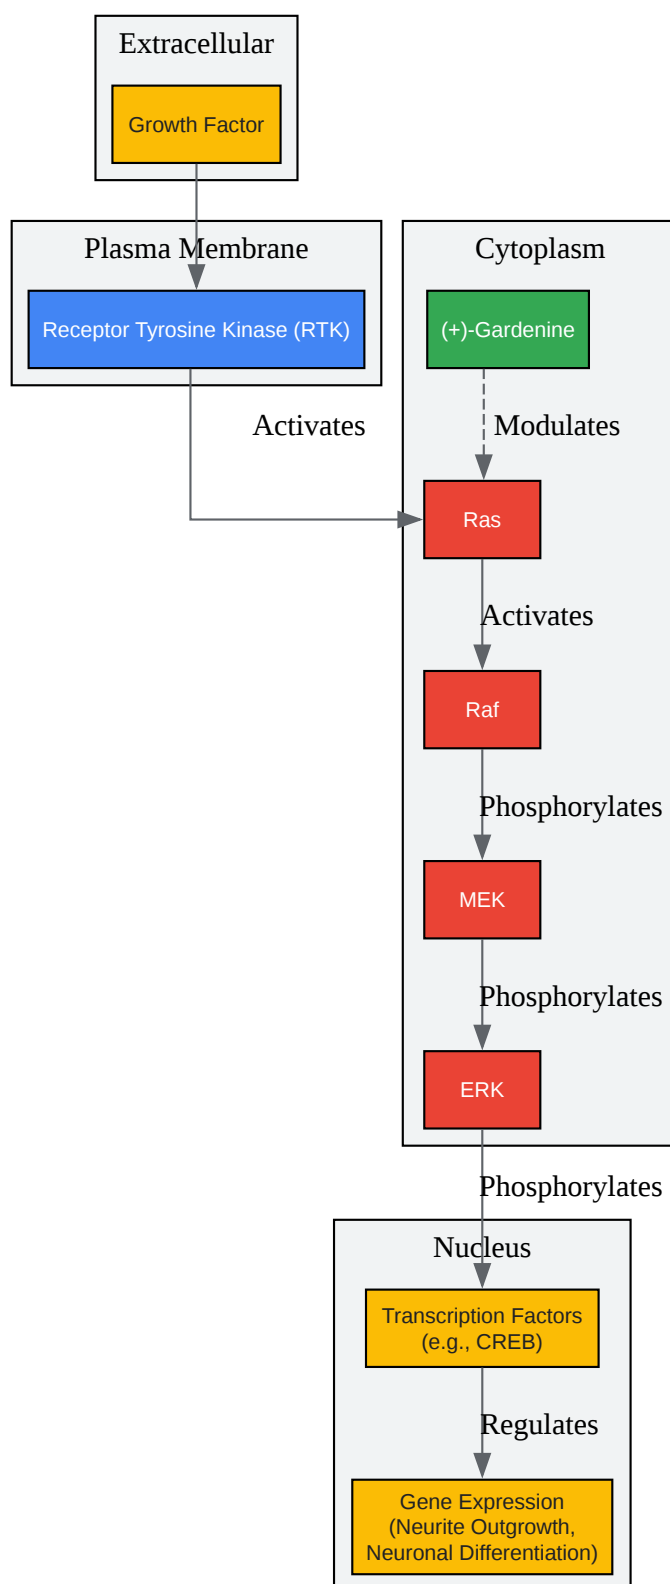 Extracellular
Growth Factor
Plasma Membrane
Receptor Tyrosine Kinase (RTK)
Cytoplasm
(+)-Gardenine
Activates
Modulates
Ras
Activates
Raf
Phosphorylates
MEK
Phosphorylates
ERK
Phosphorylates
Nucleus
Transcription Factors
(e.g., CREB)
Regulates
Gene Expression
(Neurite Outgrowth,
Neuronal Differentiation)